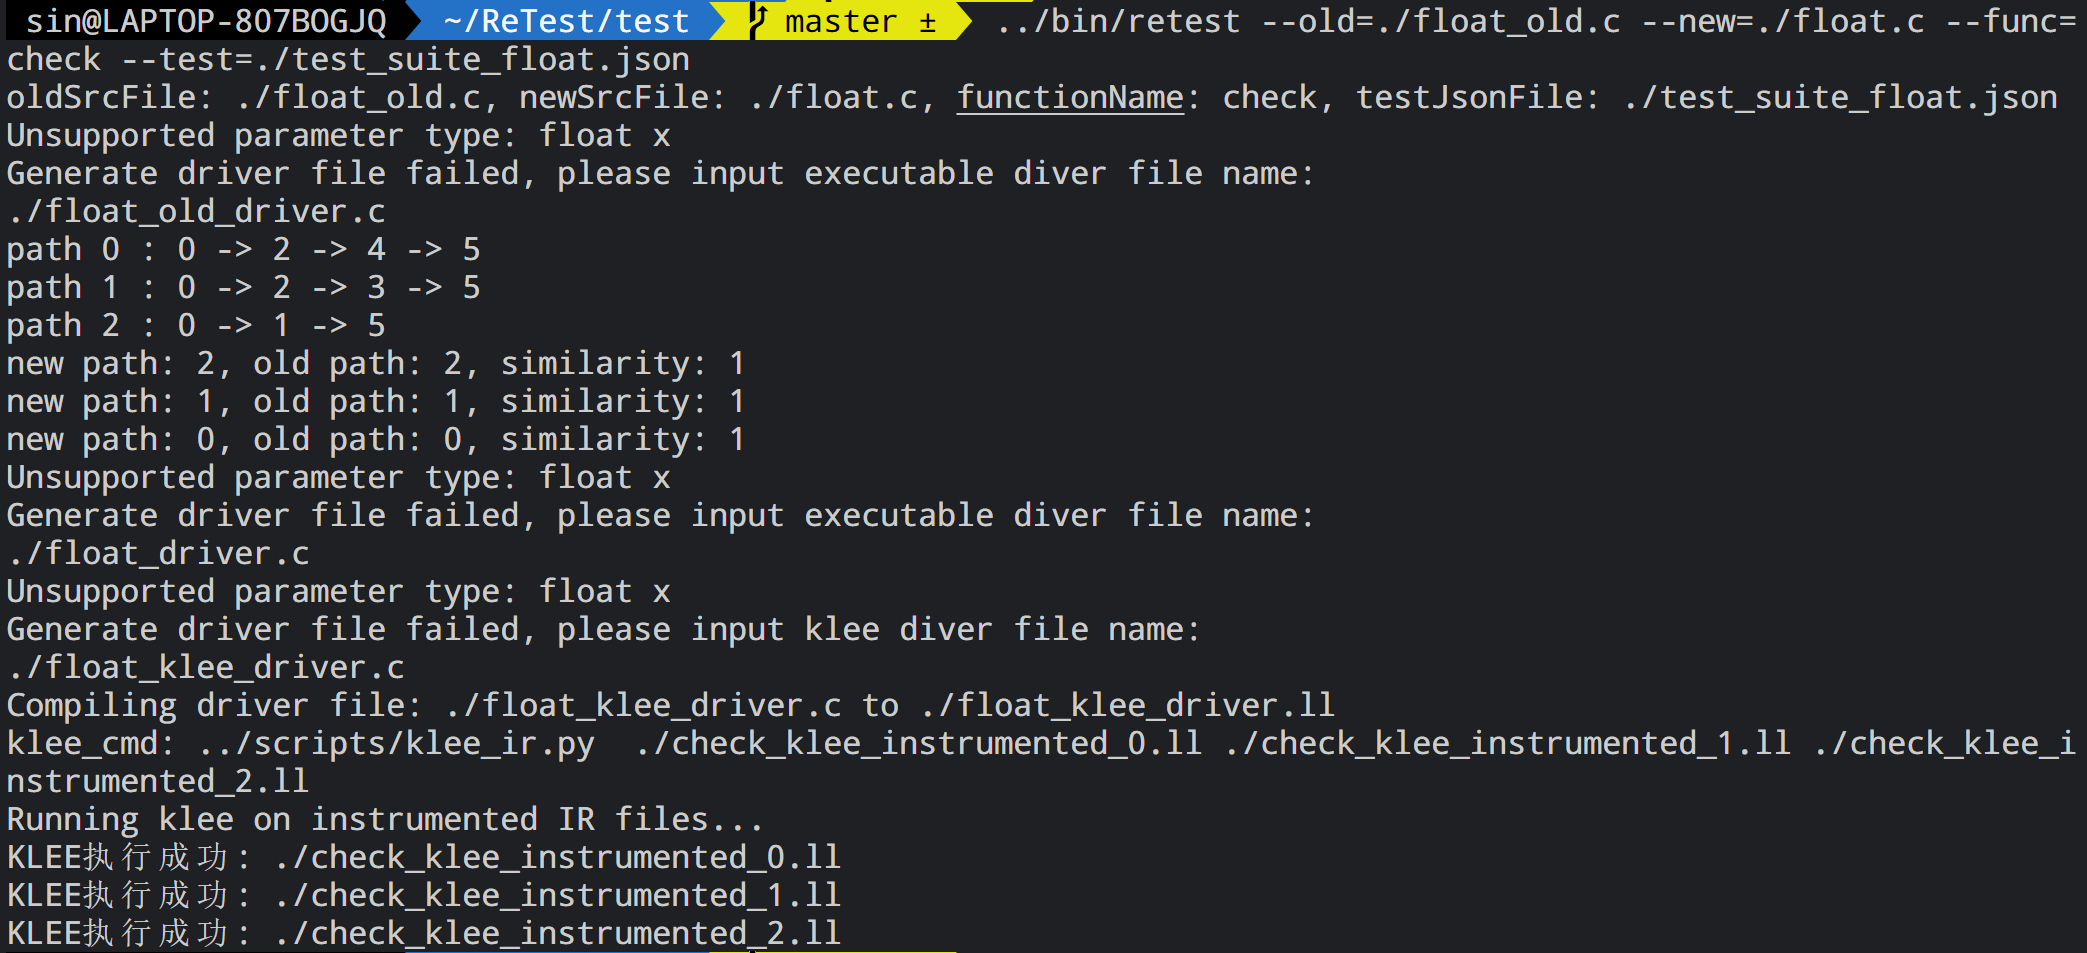 sin@LAPTOP-807BOGJQ ~/ReTest/test master ± ../bin/retest --old=./float_old.c --new=./float.c --func=
check --test=./test_suite_float.json
oldSrcFile: ./float_old.c, newSrcFile: ./float.c, functionName: check, testJsonFile: ./test_suite_float.json
Unsupported parameter type: float x
Generate driver file failed, please input executable diver file name:
./float_old_driver.c
path 0 : 0 -> 2 -> 4 -> 5
path 1 : 0 -> 2 -> 3 -> 5
path 2 : 0 -> 1 -> 5
new path: 2, old path: 2, similarity: 1
new path: 1, old path: 1, similarity: 1
new path: 0, old path: 0, similarity: 1
Unsupported parameter type: float x
Generate driver file failed, please input executable diver file name:
./float_driver.c
Unsupported parameter type: float x
Generate driver file failed, please input klee diver file name:
./float_klee_driver.c
Compiling driver file: ./float_klee_driver.c to ./float_klee_driver.ll
klee_cmd: ../scripts/klee_ir.py  ./check_klee_instrumented_0.ll ./check_klee_instrumented_1.ll ./check_klee_i
nstrumented_2.ll
Running klee on instrumented IR files...
KLEE执行成功: ./check_klee_instrumented_0.ll
KLEE执行成功: ./check_klee_instrumented_1.ll
KLEE执行成功: ./check_klee_instrumented_2.ll